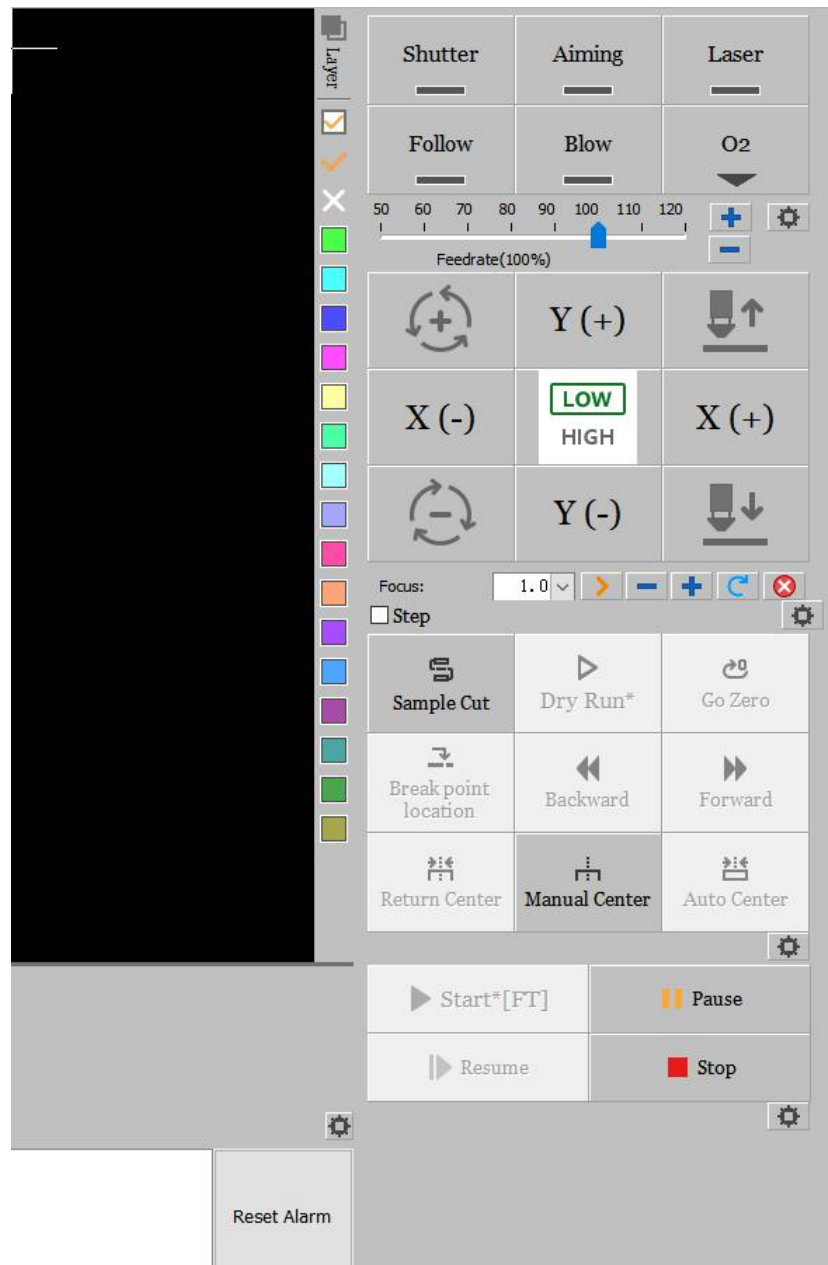 Layer
Shutter
Aiming
Laser
Follow
Blow
O2
50 60 70 80 90 100 110 120
Feedrate(100%)
Y (+)
X (-)
LOW
HIGH
X (+)
Y (-)
Focus:
1.0
Step
Sample Cut
Dry Run*
Go Zero
Break point
location
Backward
Forward
Return Center
Manual Center
Auto Center
Start*[FT]
Pause
Resume
Stop
Reset Alarm